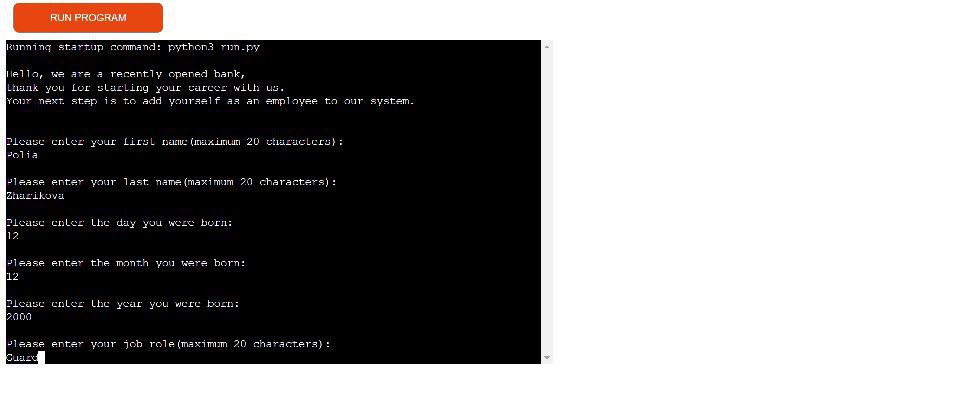 RUN PROGRAM
Running startup command: python3 run.py
Hello, we are a recently opened bank,
thank you for starting your career with us.
Your next step is to add yourself as an employee to our system.
Please enter your first name(maximum 20 characters):
Polia
Please enter your last name(maximum 20 characters):
Zharikova
Please enter the day you were born:
12
Please enter the month you were born:
12
Please enter the year you were born:
2000
Please enter your job role(maximum 20 characters):
Guard